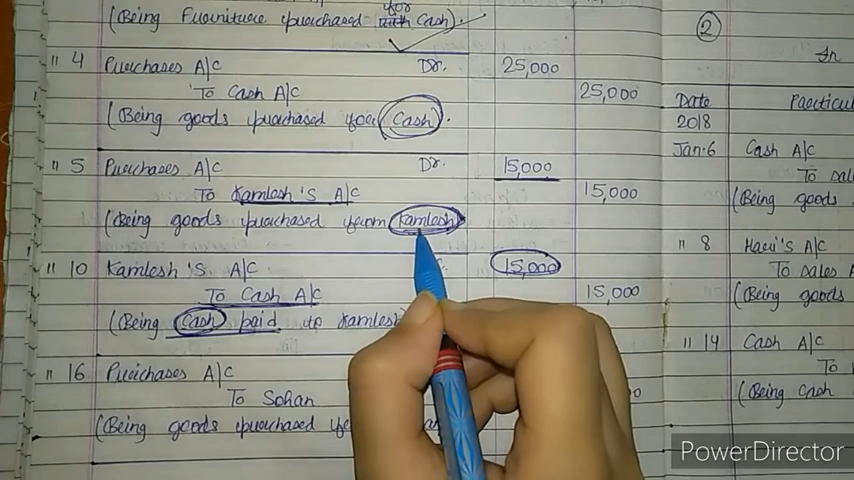 for
(Being Furniture purchased with Cash).
" 4 Purchases A/C Dr. 25,000
To Cash A/C 25,000
(Being goods purchased for Cash).
" 5 Purchases A/C Dr. 15,000
To Kamlesh 'S A/C 15,000
(Being goods purchased from Kamlesh)
" 10 Kamlesh 'S A/C 15,000
To Cash A/C 15,000
(Being Cash paid to Kamlesh
" 16 Purchases A/C
To Sohan
(Being goods purchased
2
In
Date Particul
2018
Jan. 6 Cash A/C
To sale
(Being goods
" 8 Hari'S A/C
To sales A
(Being goods
" 14 Cash A/C
To
(Being cash
PowerDirector